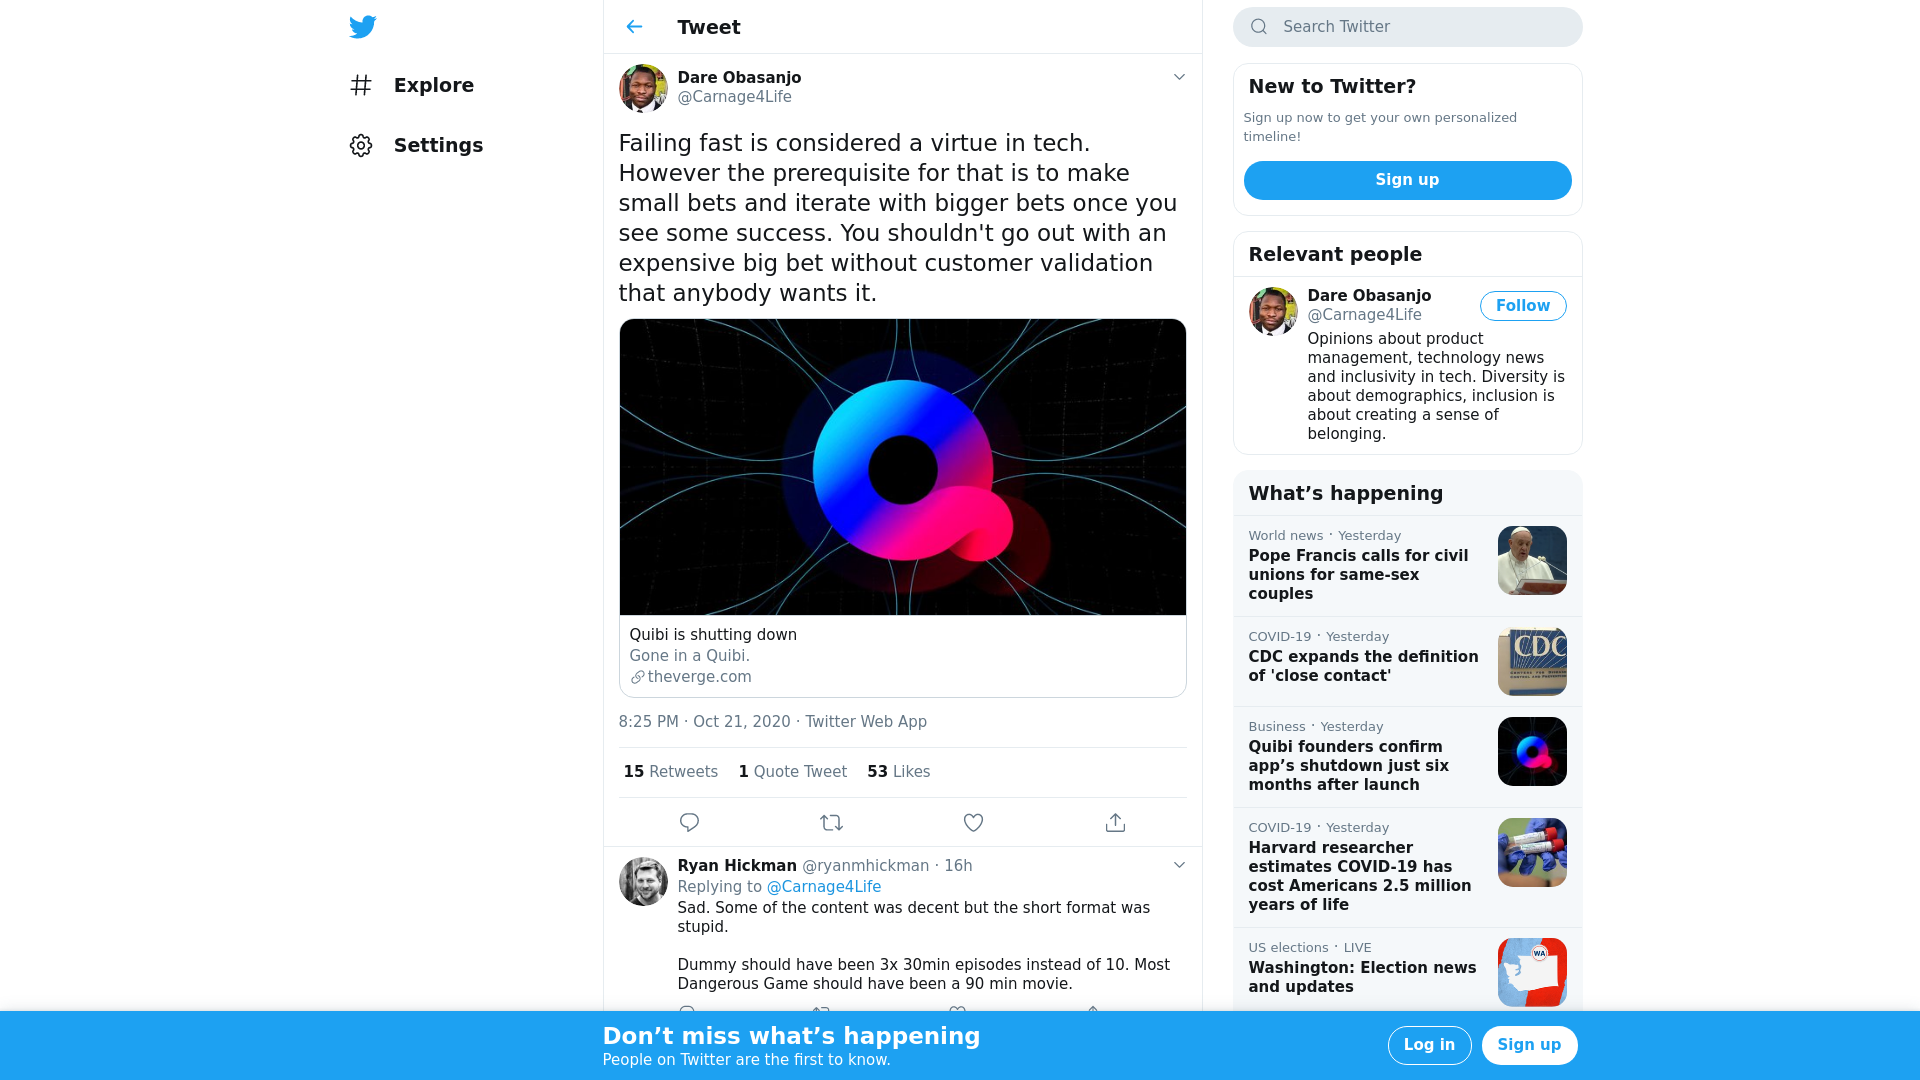 Explore
Settings
Tweet
Dare Obasanjo
@Carnage4Life
Failing fast is considered a virtue in tech.
However the prerequisite for that is to make
small bets and iterate with bigger bets once you
see some success. You shouldn't go out with an
expensive big bet without customer validation
that anybody wants it.
Quibi is shutting down
Gone in a Quibi.
theverge.com
8:25 PM · Oct 21, 2020 · Twitter Web App
15 Retweets 1 Quote Tweet 53 Likes
Ryan Hickman @ryanmhickman · 16h
Replying to @Carnage4Life
Sad. Some of the content was decent but the short format was
stupid.
Dummy should have been 3x 30min episodes instead of 10. Most
Dangerous Game should have been a 90 min movie.
Search Twitter
New to Twitter?
Sign up now to get your own personalized
timeline!
Sign up
Relevant people
Dare Obasanjo
@Carnage4Life
Follow
Opinions about product
management, technology news
and inclusivity in tech. Diversity is
about demographics, inclusion is
about creating a sense of
belonging.
What’s happening
World news · Yesterday
Pope Francis calls for civil
unions for same-sex
couples
COVID-19 · Yesterday
CDC expands the definition
of 'close contact'
CDC
Business · Yesterday
Quibi founders confirm
app’s shutdown just six
months after launch
COVID-19 · Yesterday
Harvard researcher
estimates COVID-19 has
cost Americans 2.5 million
years of life
US elections · LIVE
Washington: Election news
and updates
WA
Don’t miss what’s happening
People on Twitter are the first to know.
Log in
Sign up